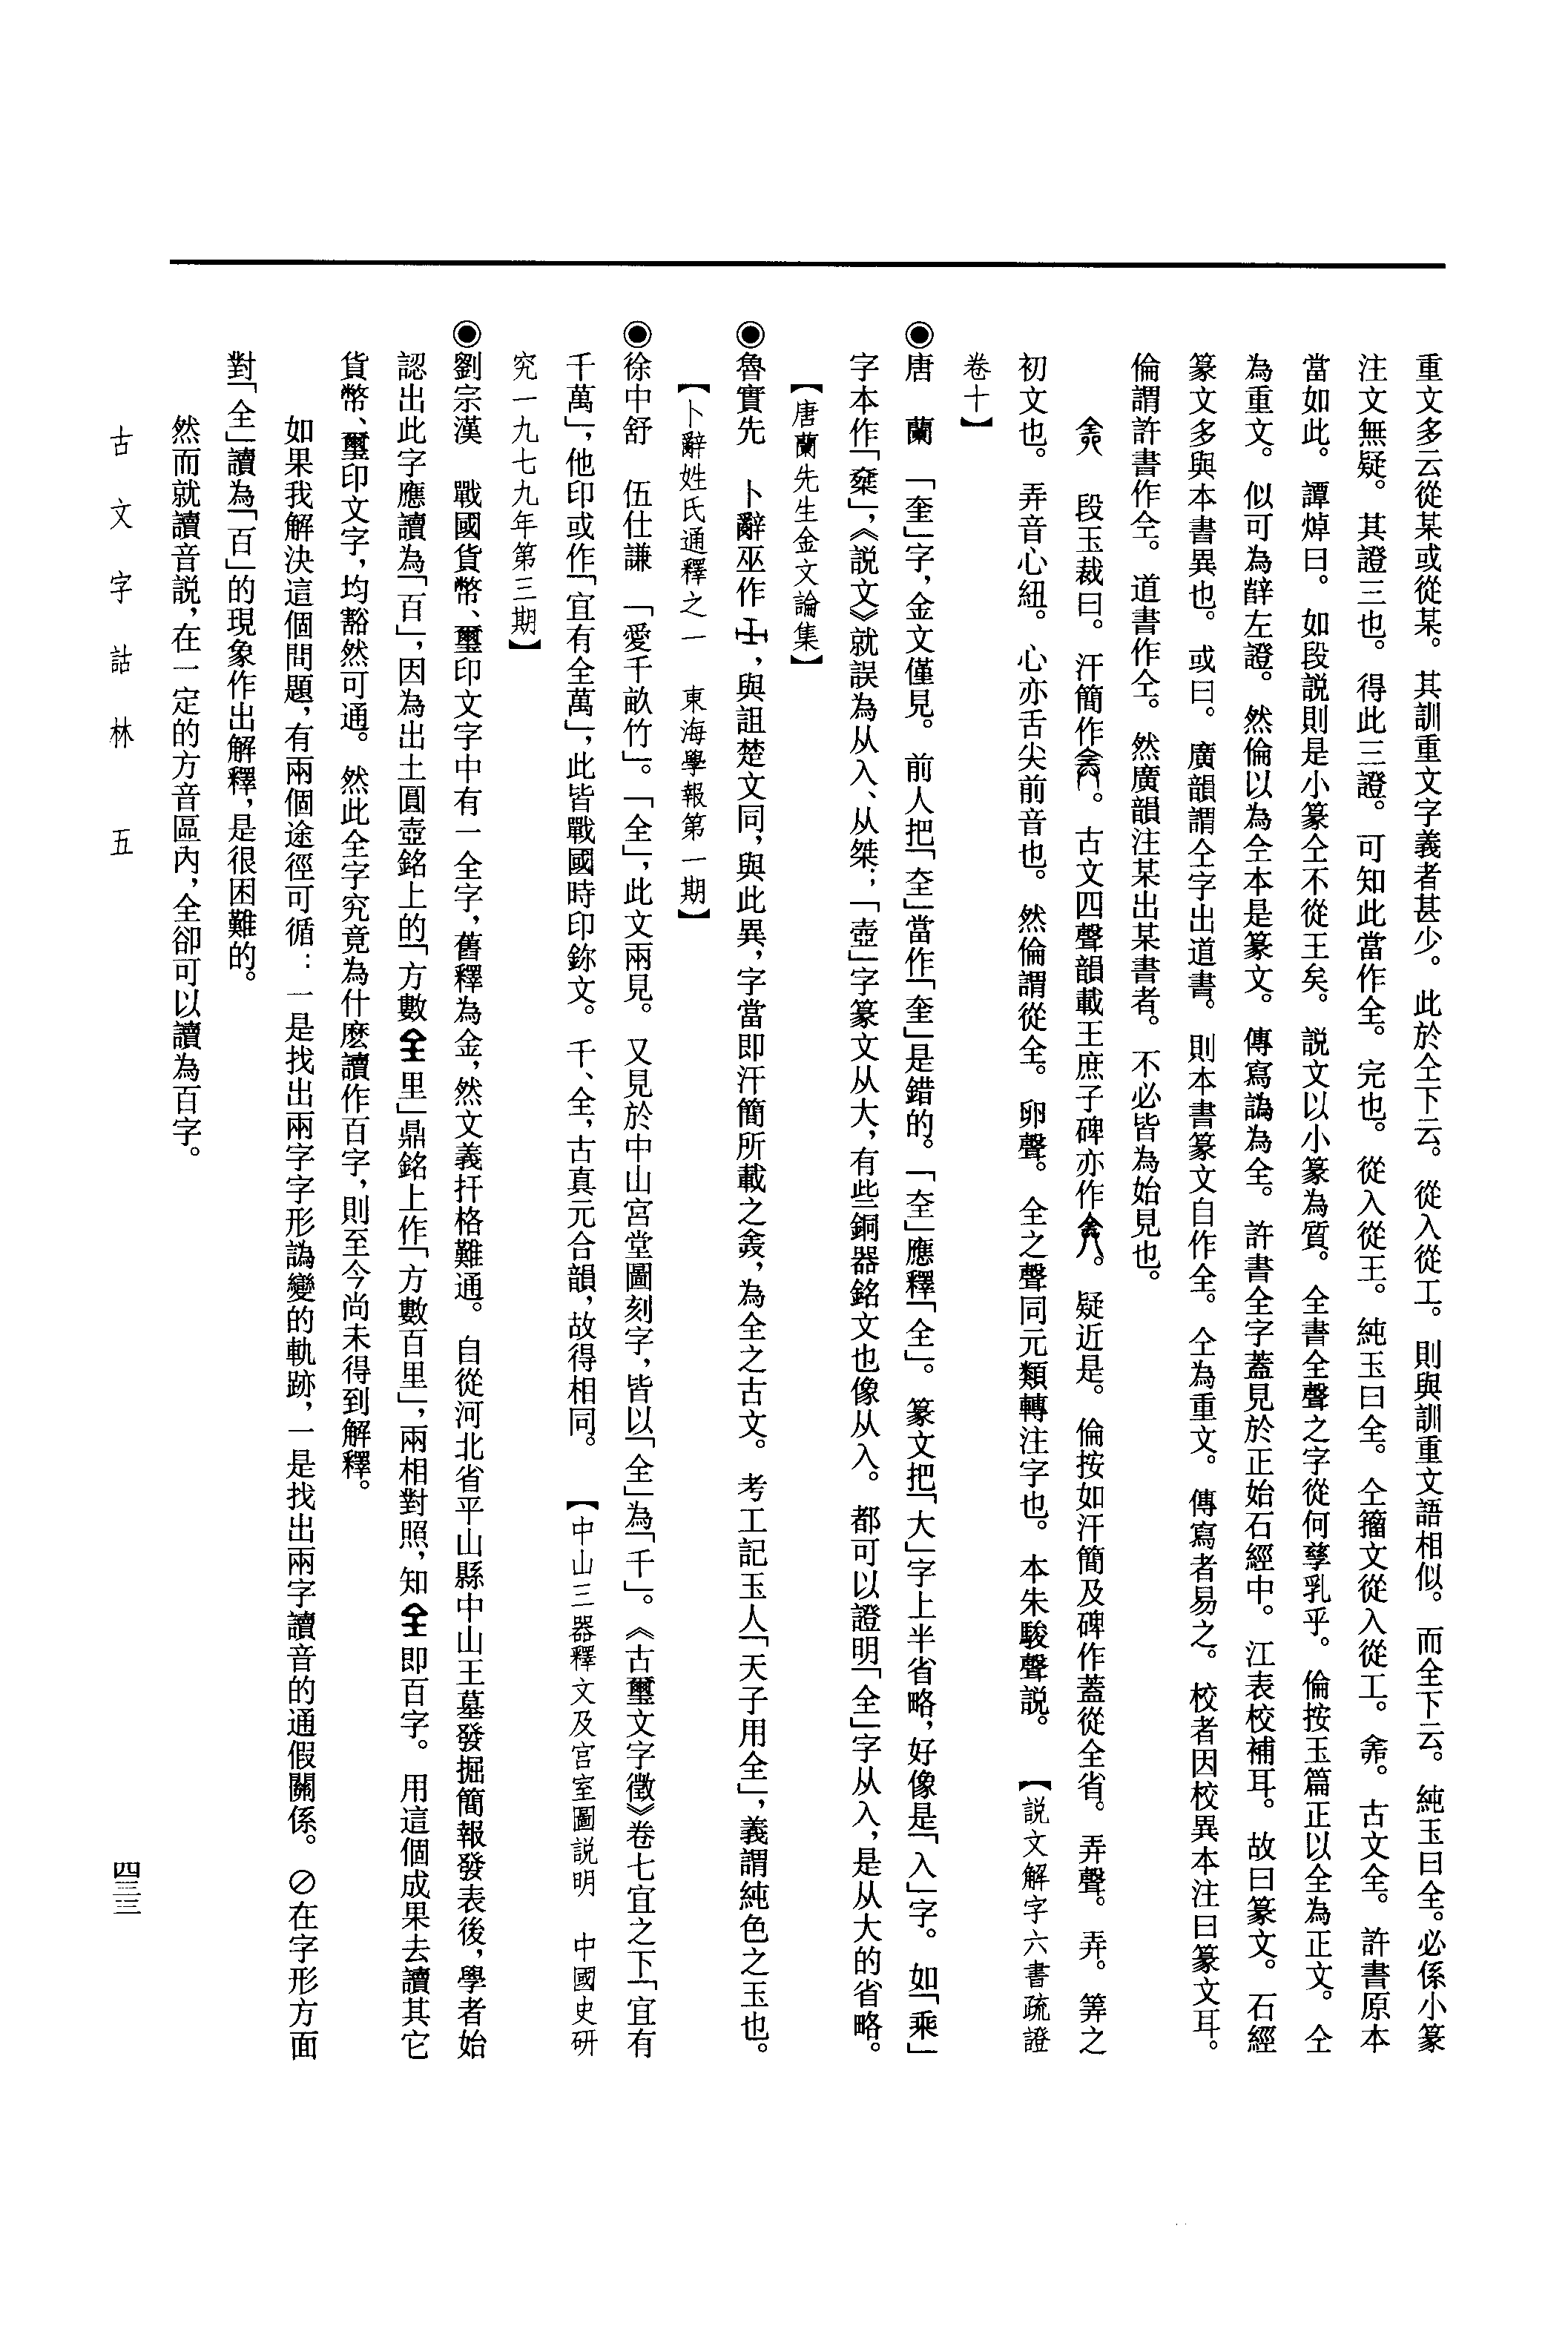 重文多云從某或從某。其訓重文字義者甚少。此於仝下云。從入從工。則與訓重文語相似。而全下云。純玉曰全。必係小篆
注文無疑。其證三也。得此三證。可知此當作全。完也。從入從王。純玉曰全。仝籀文從入從工。㒰。古文全。許書原本
當如此。譚焯曰。如段說則是小篆仝不從王矣。說文以小篆為質。全書全聲之字從何孳乳乎。倫按玉篇正以全為正文。仝
為重文。似可為辥左證。然倫以為仝本是篆文。傳寫譌為全。許書全字蓋見於正始石經中。江表校補耳。故曰篆文。石經
篆文多與本書異也。或曰。廣韻謂仝字出道書。則本書篆文自作全。仝為重文。傳寫者易之。校者因校異本注曰篆文耳。
倫謂許書作仝。道書作仝。然廣韻注某出某書者。不必皆為始見也。
段玉裁曰。汗簡作。古文四聲韻載王庶子碑亦作。疑近是。倫按如汗簡及碑作蓋從全省。弄聲。弄。筭之
初文也。弄音心紐。心亦舌尖前音也。然倫謂從全。卵聲。全之聲同元類轉注字也。本朱駿聲説。【説文解字六書疏證
卷十】
◉唐　蘭　「㚅」字，金文僅見。前人把「㚅」當作「奎」是錯的。「㚅」應釋「全」。篆文把「大」字上半省略，好像是「入」字。如「乘」
字本作「椉」，《説文》就誤為从入、从桀；「壺」字篆文从大，有些銅器銘文也像从入。都可以證明「全」字从入，是从大的省略。
【唐蘭先生金文論集】
◉魯實先　卜辭巫作，與詛楚文同，與此異，字當即汗簡所載之，為全之古文。考工記玉人「天子用全」，義謂純色之玉也。
【卜辭姓氏通釋之一　東海學報第一期】
◉徐中舒　伍仕謙　「愛千畝竹」。「全」，此文兩見。又見於中山宮堂圖刻字，皆以「全」為「千」。《古璽文字徵》卷七宜之下「宜有
千萬」，他印或作「宜有全萬」，此皆戰國時印鉨文。千、全，古真元合韻，故得相同。　【中山三器釋文及宮室圖説明　中國史研
究一九七九年第三期】
◉劉宗漢　戰國貨幣、璽印文字中有一全字，舊釋為金，然文義扞格難通。自從河北省平山縣中山王墓發掘簡報發表後，學者始
認出此字應讀為「百」，因為出土圓壺銘上的「方數里」鼎銘上作「方數百里」，兩相對照，知即百字。用這個成果去讀其它
貨幣、璽印文字，均豁然可通。然此全字究竟為什麼讀作百字，則至今尚未得到解釋。
如果我解決這個問題，有兩個途徑可循：一是找出兩字字形譌變的軌跡，一是找出兩字讀音的通假關係。⊘在字形方面
對「全」讀為「百」的現象作出解釋，是很困難的。
然而就讀音説，在一定的方音區內，全卻可以讀為百字。
古文字詁林　五
四三三